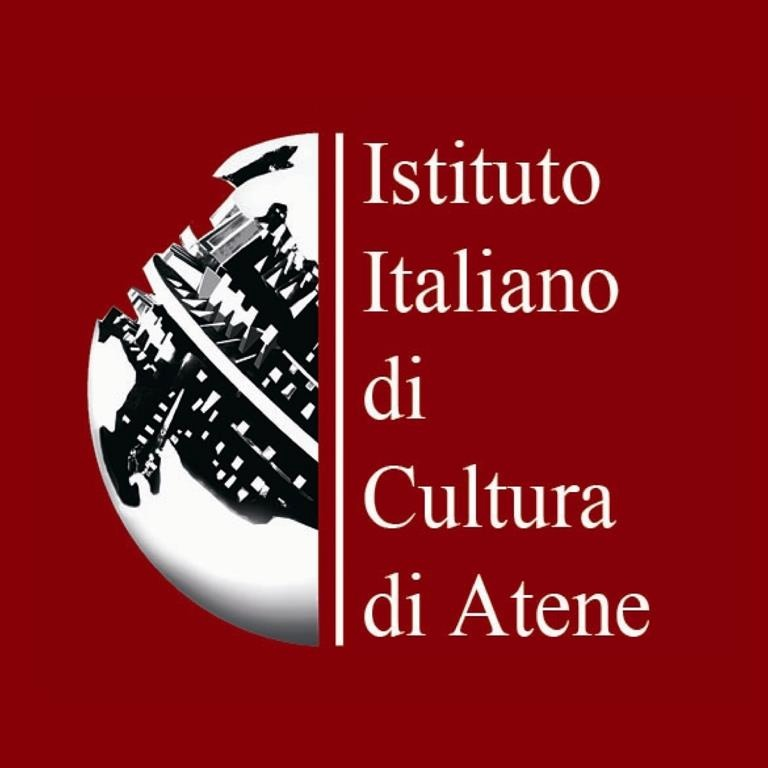 Istituto
Italiano
di
Cultura
di Atene